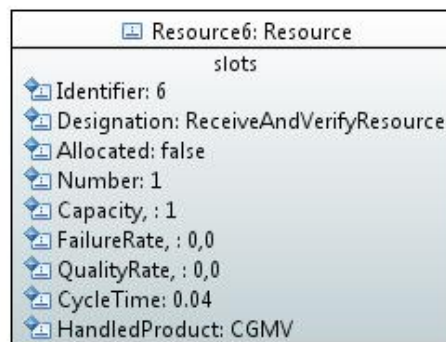 Resource6: Resource
slots
Identifier: 6
Designation: ReceiveAndVerifyResource
Allocated: false
Number: 1
Capacity, : 1
FailureRate, : 0,0
QualityRate, : 0,0
CycleTime: 0.04
HandledProduct: CGMV